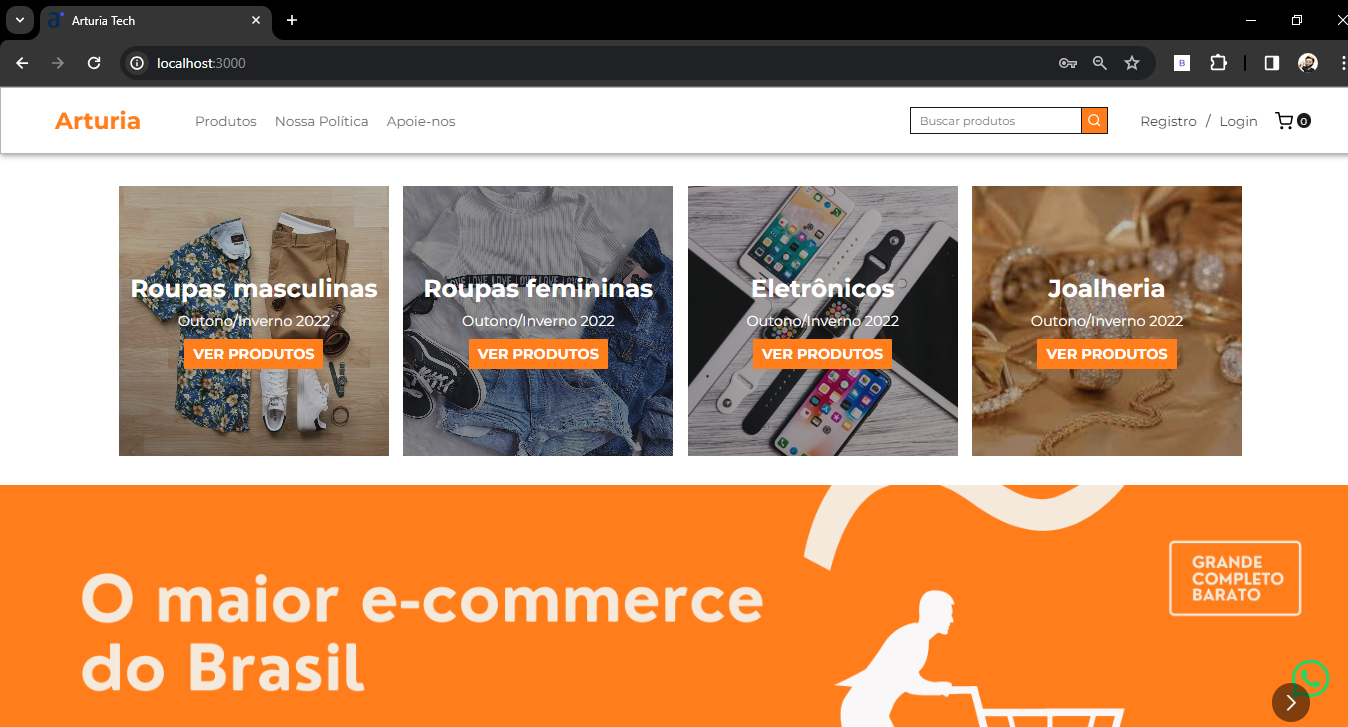 Arturia Tech
localhost:3000
B
Arturia
Produtos
Nossa Política
Apoie-nos
Buscar produtos
Registro / Login
0
Roupas masculinas
Outono/Inverno 2022
VER PRODUTOS
Roupas femininas
Outono/Inverno 2022
VER PRODUTOS
Eletrônicos
Outono/Inverno 2022
VER PRODUTOS
Joalheria
Outono/Inverno 2022
VER PRODUTOS
O maior e-commerce
do Brasil
GRANDE
COMPLETO
BARATO